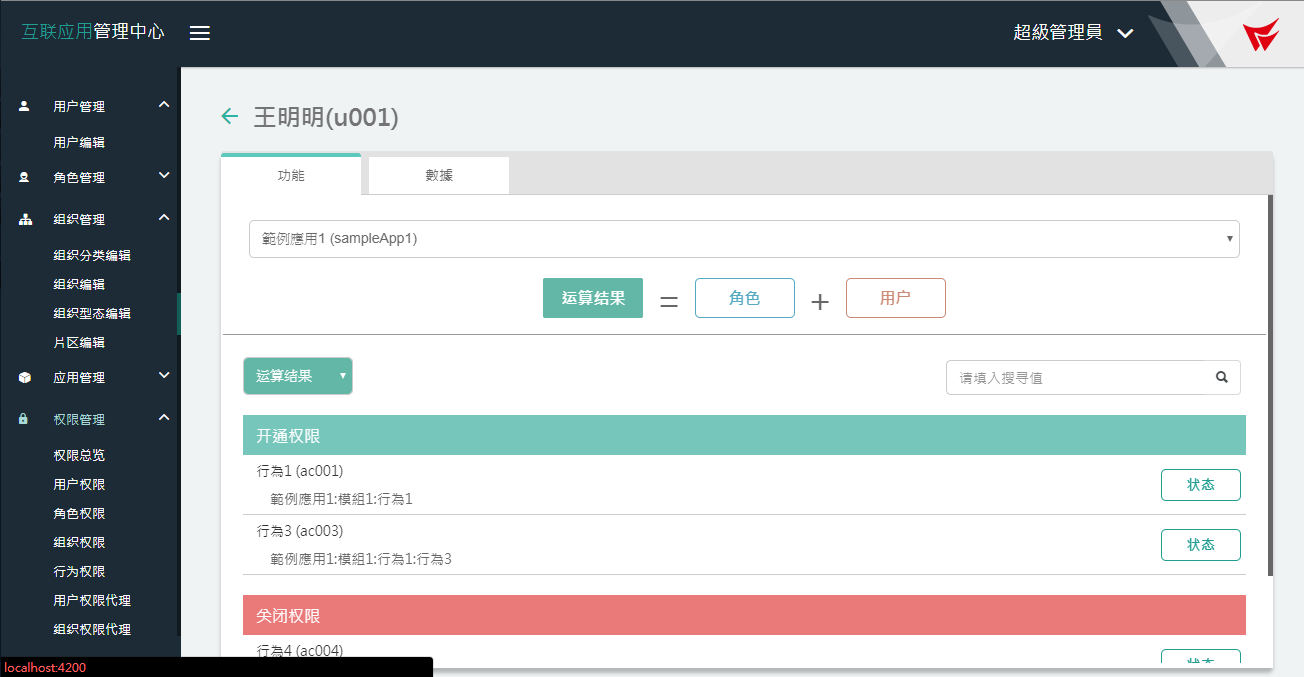 互联应用管理中心
超級管理員
用户管理
用户编辑
角色管理
组织管理
组织分类编辑
组织编辑
组织型态编辑
片区编辑
应用管理
权限管理
权限总览
用户权限
角色权限
组织权限
行为权限
用户权限代理
组织权限代理
王明明(u001)
功能
數據
範例應用1 (sampleApp1)
运算结果 = 角色 + 用户
运算结果
请填入搜寻值
开通权限
行為1 (ac001)
範例應用1:模組1:行為1
状态
行為3 (ac003)
範例應用1:模組1:行為1:行為3
状态
关闭权限
行為4 (ac004)
状态
localhost:4200